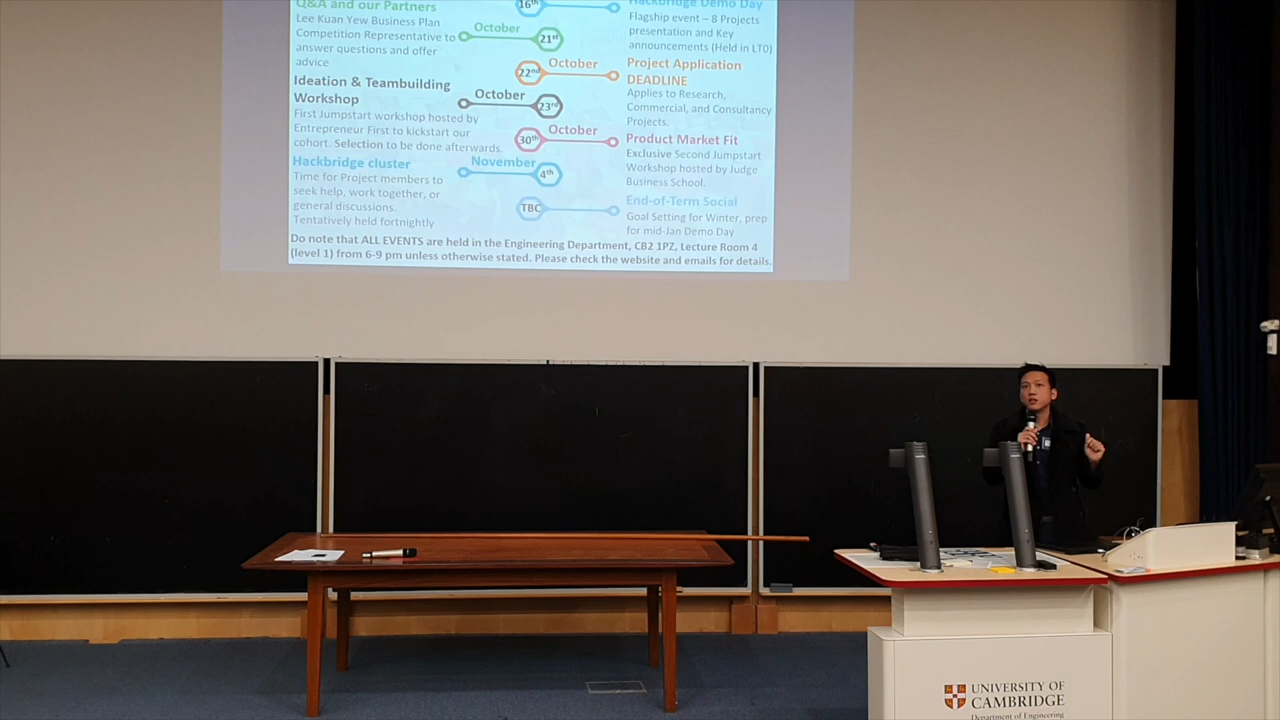 Q&A and our Partners
Lee Kuan Yew Business Plan
Competition Representative to
answer questions and offer
advice
October
21st
16th
Hackbridge Demo Day
Flagship event – 8 Projects
presentation and Key
announcements (Held in LT0)
22nd
October
Project Application
DEADLINE
Applies to Research,
Commercial, and Consultancy
Projects.
Ideation & Teambuilding
Workshop
First Jumpstart workshop hosted by
Entrepreneur First to kickstart our
cohort. Selection to be done afterwards.
October
23rd
30th
October
Product Market Fit
Exclusive Second Jumpstart
Workshop hosted by Judge
Business School.
Hackbridge cluster
Time for Project members to
seek help, work together, or
general discussions.
Tentatively held fortnightly
November
4th
TBC
End-of-Term Social
Goal Setting for Winter, prep
for mid-Jan Demo Day
Do note that ALL EVENTS are held in the Engineering Department, CB2 1PZ, Lecture Room 4
(level 1) from 6-9 pm unless otherwise stated. Please check the website and emails for details.
UNIVERSITY OF
CAMBRIDGE
Department of Engineering